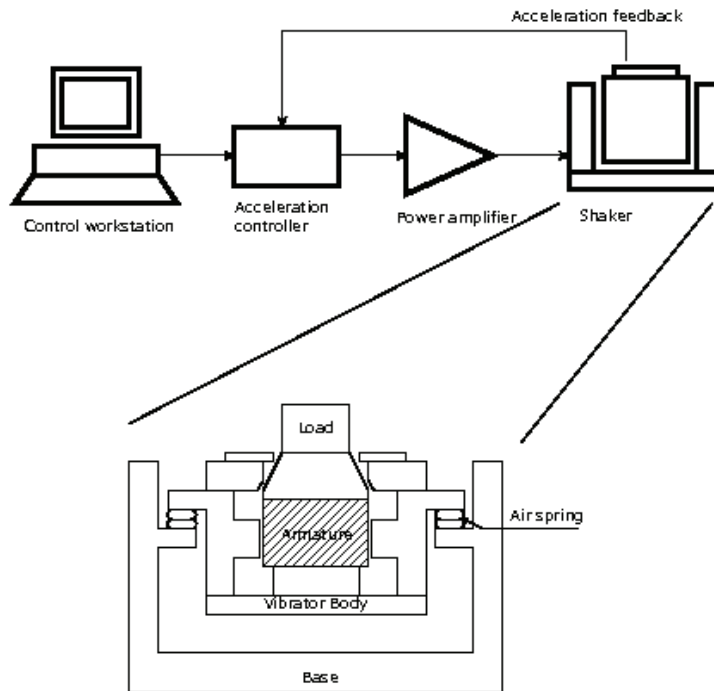 Acceleration feedback
Control workstation
Acceleration
controller
Power amplifier
Shaker
Load
Air spring
Armature
Vibrator Body
Base